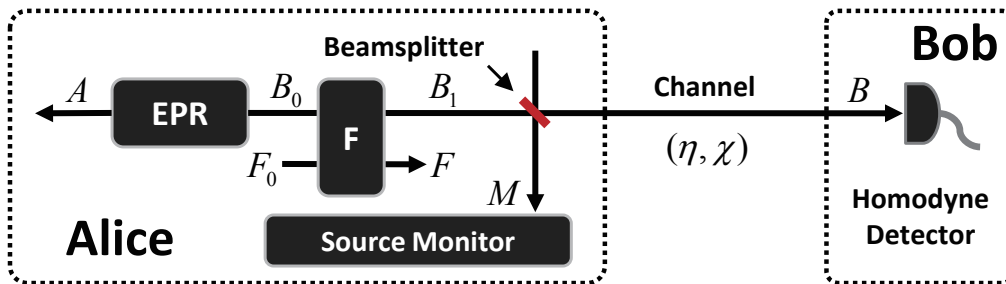 Beamsplitter
Bob
A
EPR
B₀
F
B₁
Channel
B
F₀
F
(η, χ)
M
Alice
Source Monitor
Homodyne
Detector